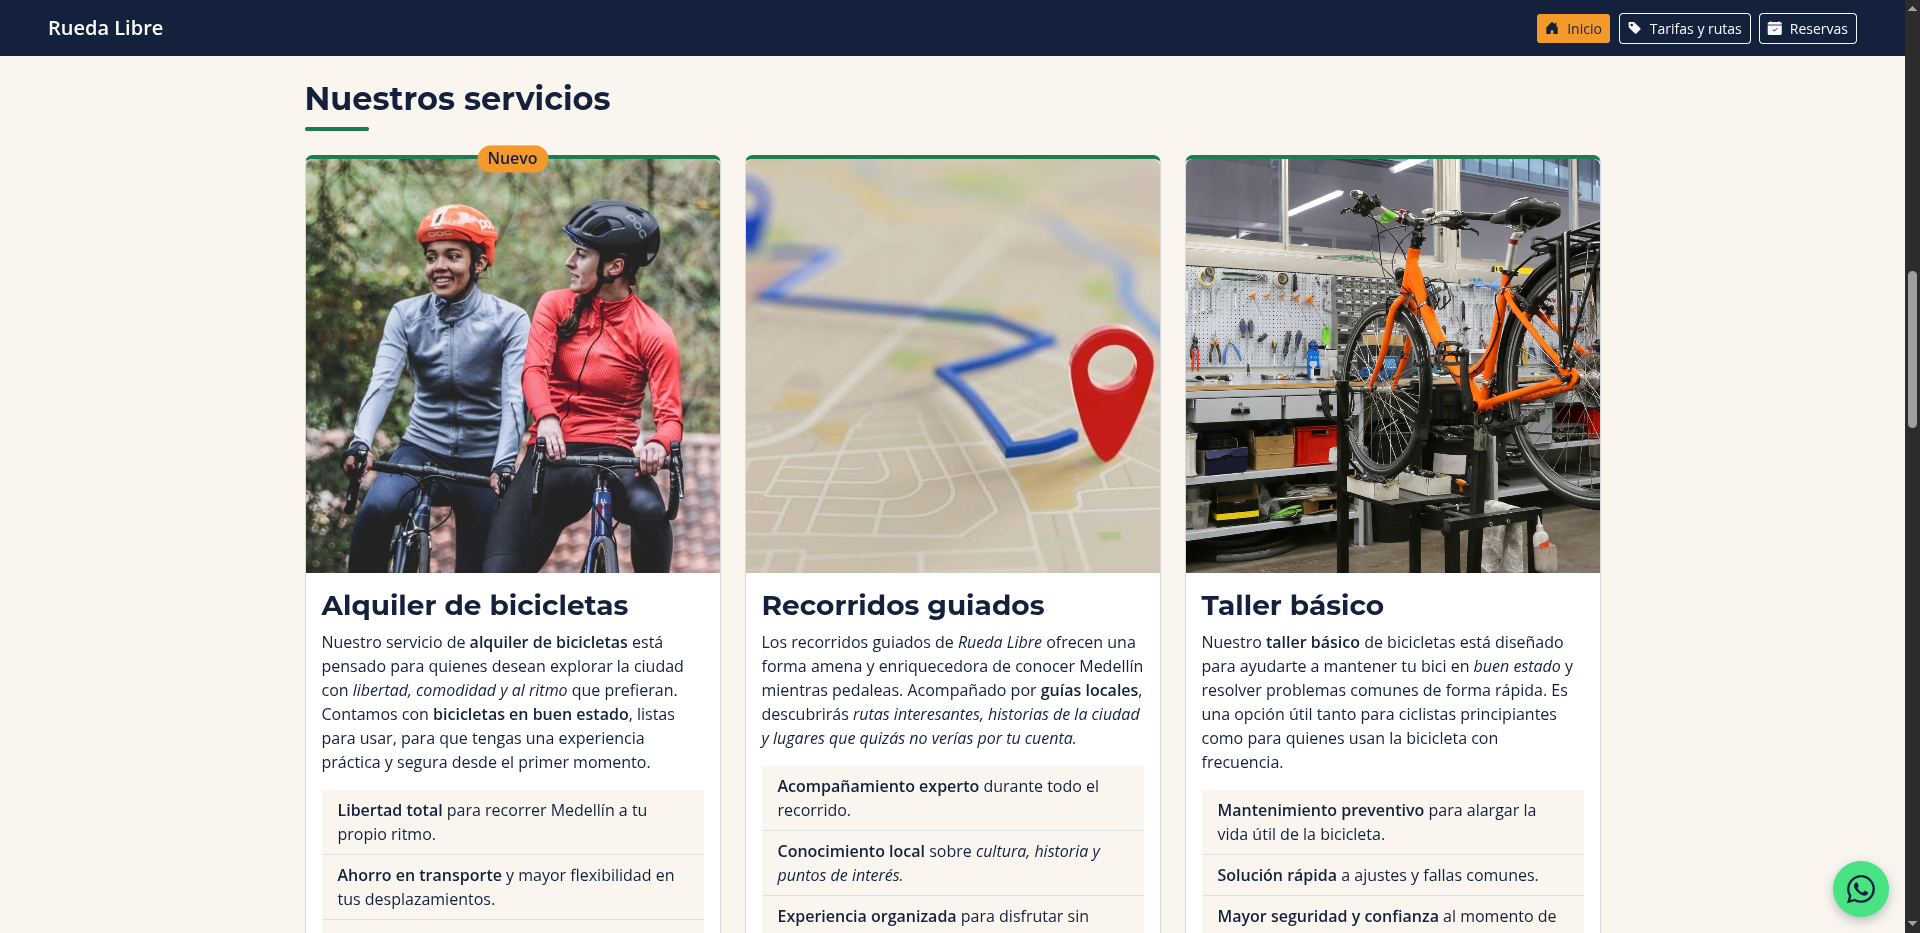 Rueda Libre
Inicio
Tarifas y rutas
Reservas
Nuestros servicios
Nuevo
POC
POC
Alquiler de bicicletas
Nuestro servicio de alquiler de bicicletas está
pensado para quienes desean explorar la ciudad
con libertad, comodidad y al ritmo que prefieran.
Contamos con bicicletas en buen estado, listas
para usar, para que tengas una experiencia
práctica y segura desde el primer momento.
Libertad total para recorrer Medellín a tu
propio ritmo.
Ahorro en transporte y mayor flexibilidad en
tus desplazamientos.
Recorridos guiados
Los recorridos guiados de Rueda Libre ofrecen una
forma amena y enriquecedora de conocer Medellín
mientras pedaleas. Acompañado por guías locales,
descubrirás rutas interesantes, historias de la ciudad
y lugares que quizás no verías por tu cuenta.
Acompañamiento experto durante todo el
recorrido.
Conocimiento local sobre cultura, historia y
puntos de interés.
Experiencia organizada para disfrutar sin
Taller básico
Nuestro taller básico de bicicletas está diseñado
para ayudarte a mantener tu bici en buen estado y
resolver problemas comunes de forma rápida. Es
una opción útil tanto para ciclistas principiantes
como para quienes usan la bicicleta con
frecuencia.
Mantenimiento preventivo para alargar la
vida útil de la bicicleta.
Solución rápida a ajustes y fallas comunes.
Mayor seguridad y confianza al momento de